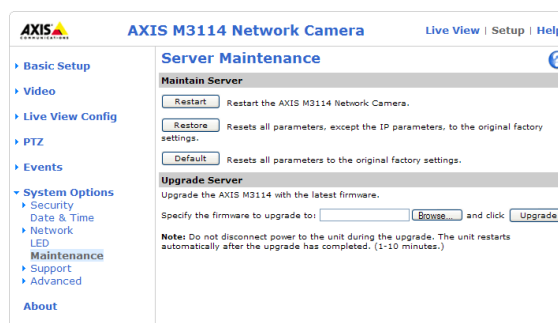 AXIS
COMMUNICATIONS
AXIS M3114 Network Camera
Live View | Setup | Help
Basic Setup
Video
Live View Config
PTZ
Events
System Options
Security
Date & Time
Network
LED
Maintenance
Support
Advanced
About
Server Maintenance
Maintain Server
Restart Restart the AXIS M3114 Network Camera.
Restore Resets all parameters, except the IP parameters, to the original factory
settings.
Default Resets all parameters to the original factory settings.
Upgrade Server
Upgrade the AXIS M3114 with the latest firmware.
Specify the firmware to upgrade to: Browse... and click Upgrade
Note: Do not disconnect power to the unit during the upgrade. The unit restarts
automatically after the upgrade has completed. (1-10 minutes.)